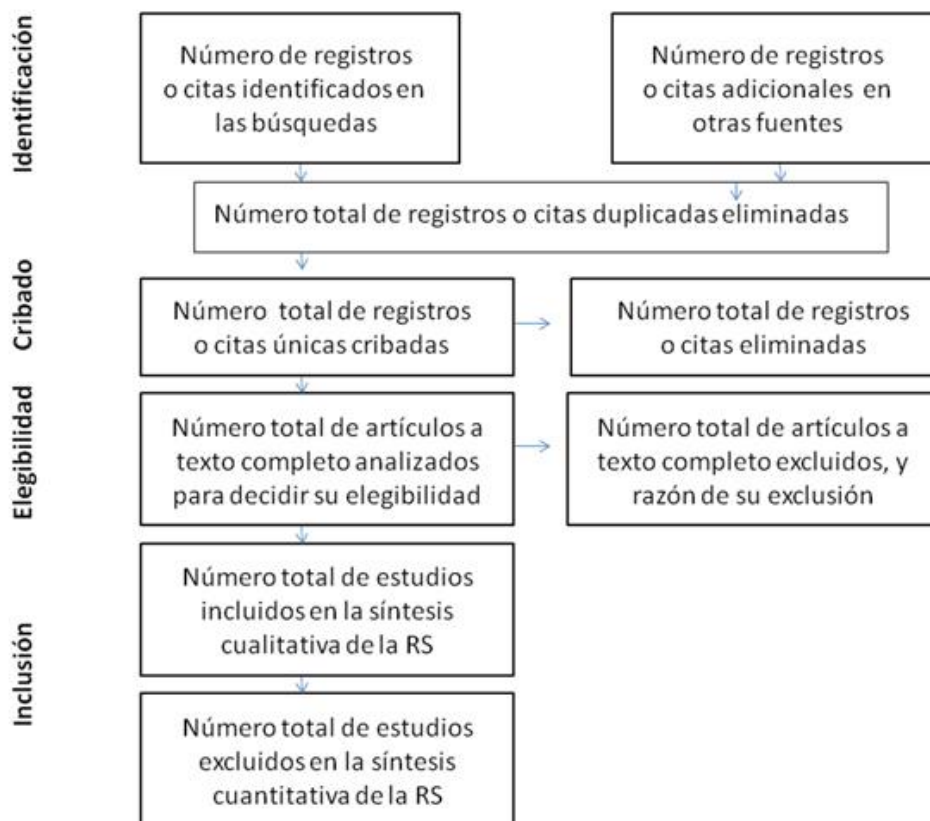 Identificación
Número de registros
o citas identificados en
las búsquedas
Número de registros
o citas adicionales en
otras fuentes
Número total de registros o citas duplicadas eliminadas
Cribado
Número total de registros
o citas únicas cribadas
Número total de registros
o citas eliminadas
Elegibilidad
Número total de artículos a
texto completo analizados
para decidir su elegibilidad
Número total de artículos a
texto completo excluidos, y
razón de su exclusión
Inclusión
Número total de estudios
incluidos en la síntesis
cualitativa de la RS
Número total de estudios
excluidos en la síntesis
cuantitativa de la RS